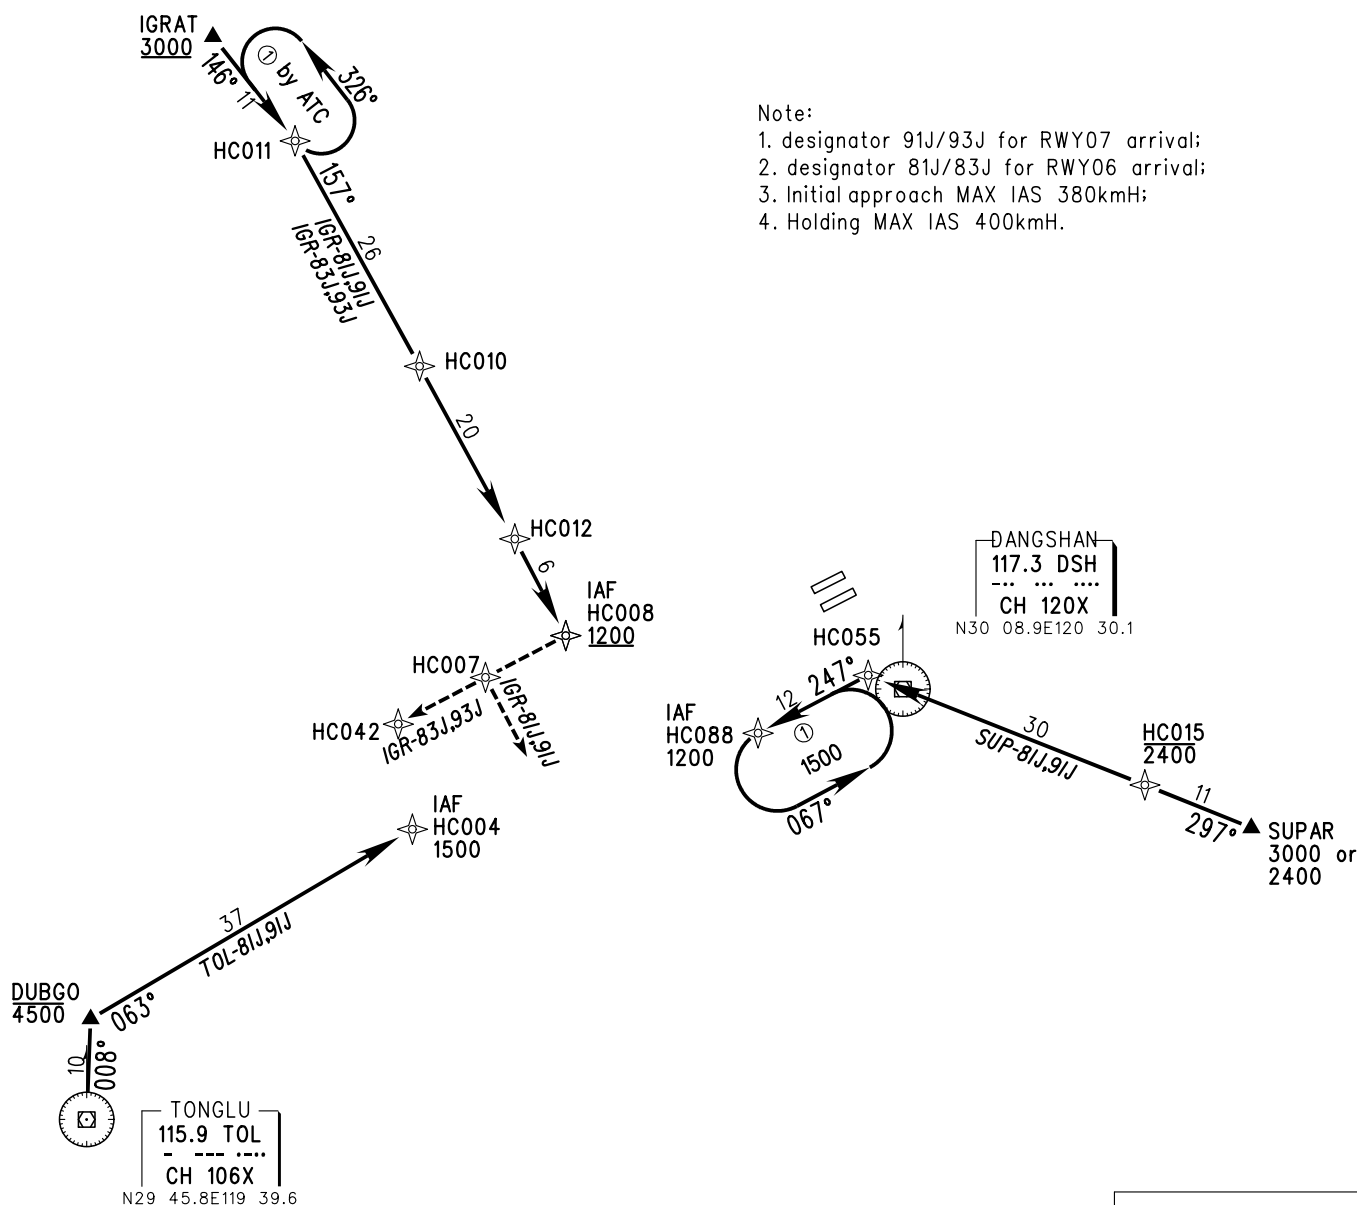 IGRAT
3000
146°
11
① by ATC
326°
HC011
157°
26
IGR-81J,91J
IGR-83J,93J
Note:
1. designator 91J/93J for RWY07 arrival;
2. designator 81J/83J for RWY06 arrival;
3. Initial approach MAX IAS 380kmH;
4. Holding MAX IAS 400kmH.
HC010
20
HC012
6
IAF
HC008
1200
HC007
HC042
IGR-83J,93J
IGR-81J,91J
DANGSHAN
117.3 DSH
-·· ··· ····
CH 120X
N30 08.9E120 30.1
HC055
247°
12
IAF
HC088
1200
①
1500
067°
30
SUP-81J,91J
HC015
2400
11
297°
SUPAR
3000 or
2400
IAF
HC004
1500
37
TOL-81J,91J
DUBGO
4500
063°
10
008°
TONGLU
115.9 TOL
- --- ·-··
CH 106X
N29 45.8E119 39.6